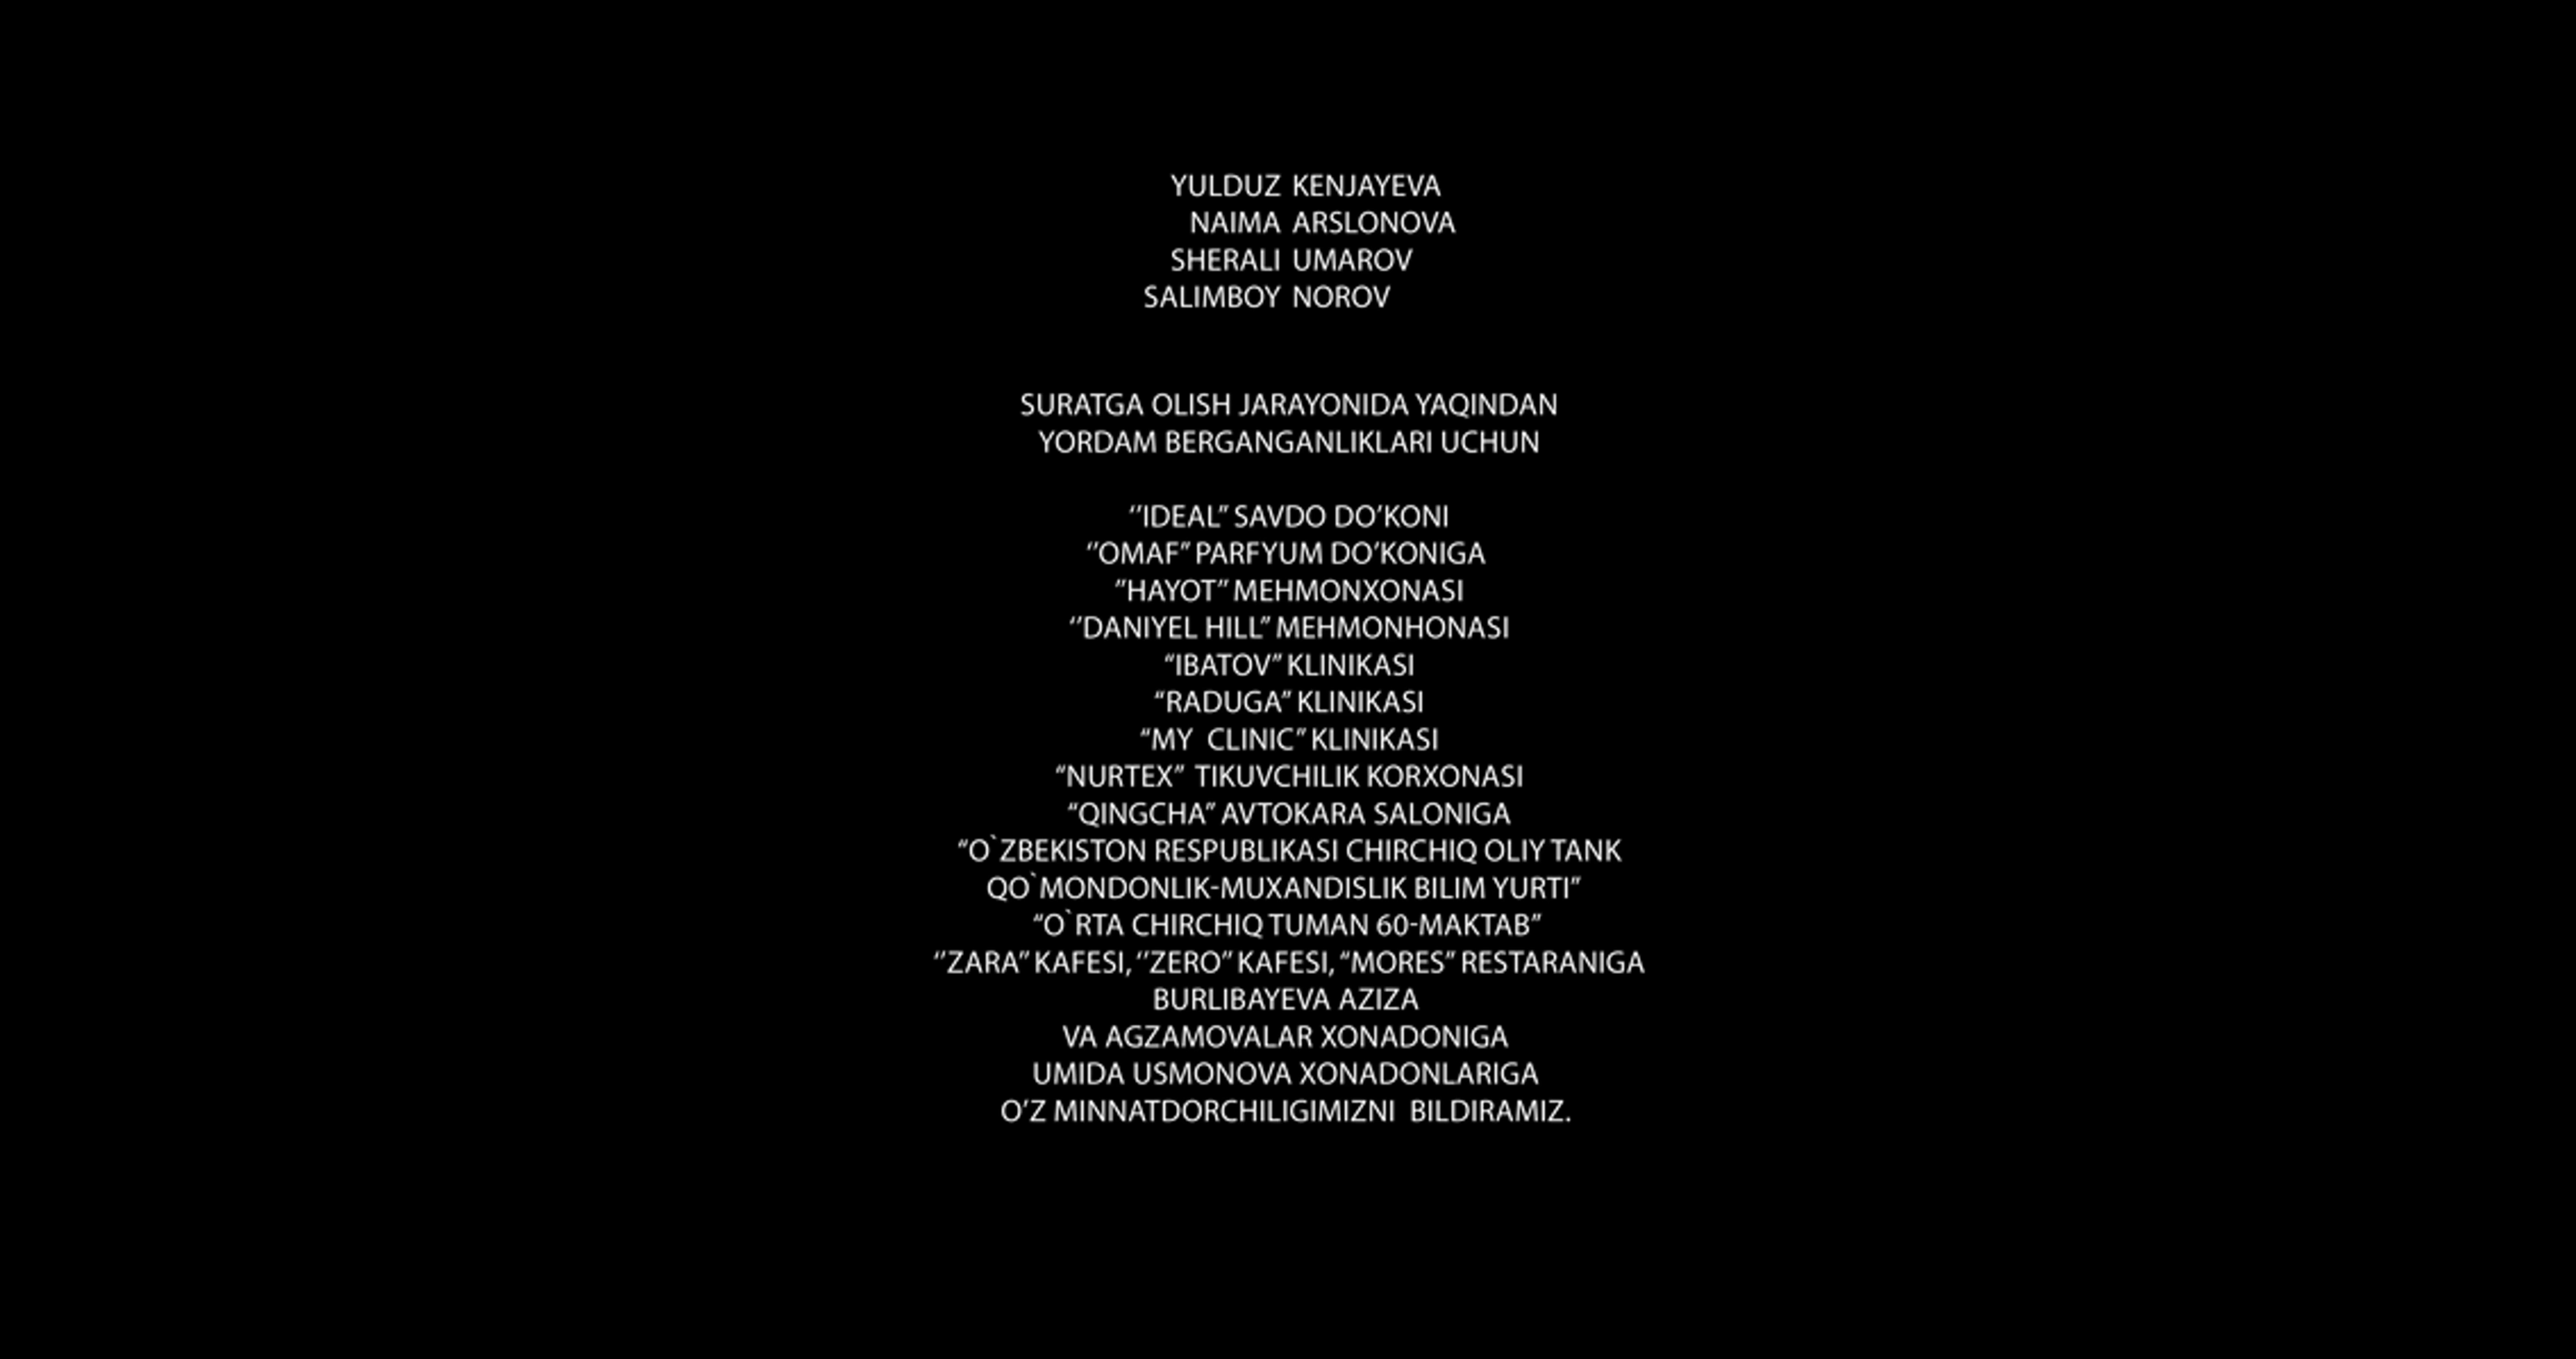 YULDUZ KENJAYEVA
NAIMA ARSLONOVA
SHERALI UMAROV
SALIMBOY NOROV
SURATGA OLISH JARAYONIDA YAQINDAN
YORDAM BERGANGANLIKLARI UCHUN
‘’IDEAL” SAVDO DO’KONI
‘’OMAF” PARFYUM DO’KONIGA
”HAYOT” MEHMONXONASI
‘’DANIYEL HILL” MEHMONHONASI
“IBATOV” KLINIKASI
“RADUGA” KLINIKASI
“MY  CLINIC” KLINIKASI
“NURTEX”  TIKUVCHILIK KORXONASI
“QINGCHA” AVTOKARA SALONIGA
“O`ZBEKISTON RESPUBLIKASI CHIRCHIQ OLIY TANK
QO`MONDONLIK-MUXANDISLIK BILIM YURTI”
“O`RTA CHIRCHIQ TUMAN 60-MAKTAB”
‘’ZARA” KAFESI, ‘’ZERO” KAFESI, “MORES” RESTARANIGA
BURLIBAYEVA AZIZA
VA AGZAMOVALAR XONADONIGA
UMIDA USMONOVA XONADONLARIGA
O’Z MINNATDORCHILIGIMIZNI  BILDIRAMIZ.